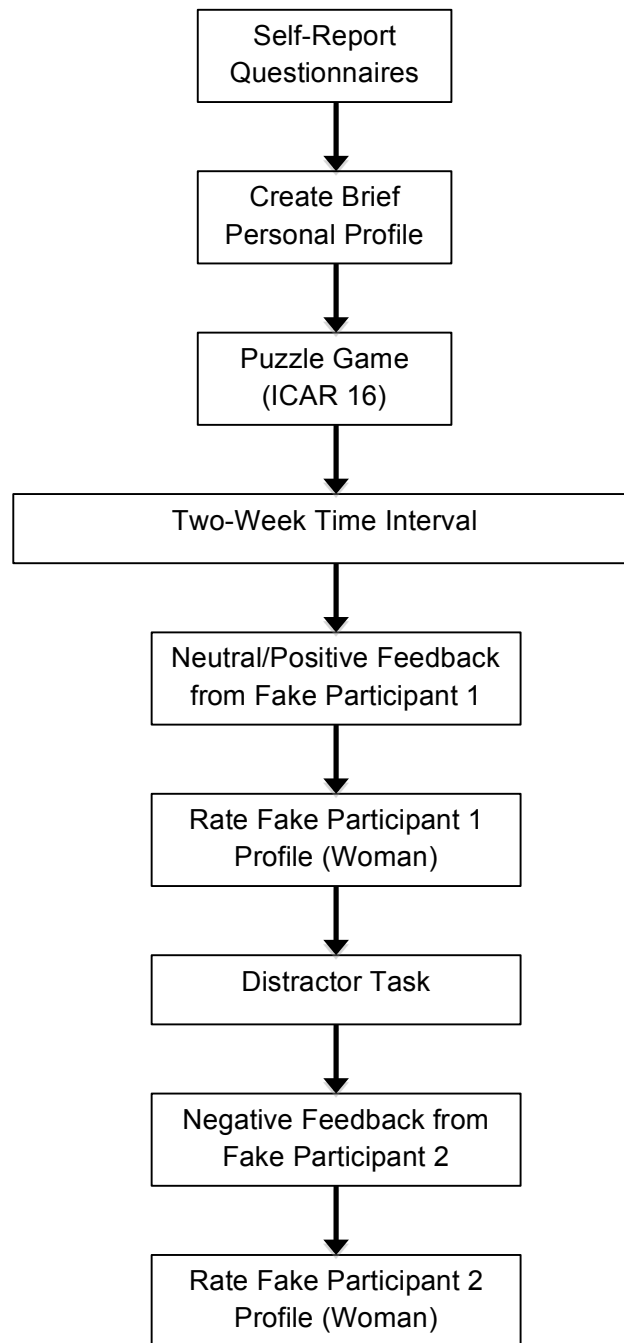 Self-Report
Questionnaires
Create Brief
Personal Profile
Puzzle Game
(ICAR 16)
Two-Week Time Interval
Neutral/Positive Feedback
from Fake Participant 1
Rate Fake Participant 1
Profile (Woman)
Distractor Task
Negative Feedback from
Fake Participant 2
Rate Fake Participant 2
Profile (Woman)